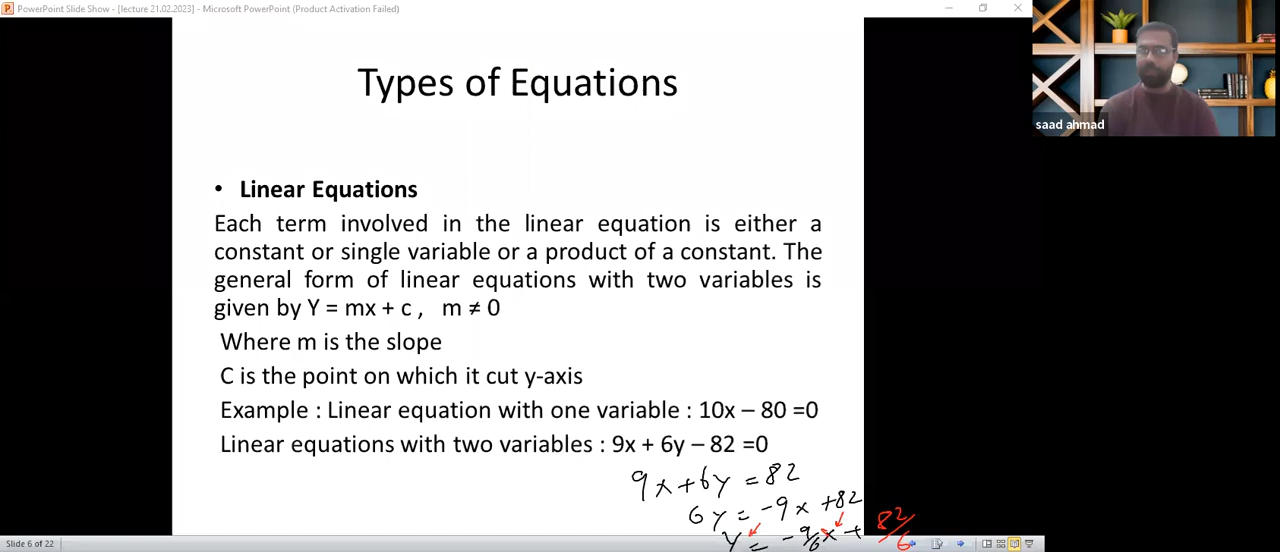 PowerPoint Slide Show - [lecture 21.02.2023] - Microsoft PowerPoint (Product Activation Failed)
saad ahmad
Types of Equations
• Linear Equations
Each term involved in the linear equation is either a
constant or single variable or a product of a constant. The
general form of linear equations with two variables is
given by Y = mx + c , m ≠ 0
Where m is the slope
C is the point on which it cut y-axis
Example : Linear equation with one variable : 10x – 80 =0
Linear equations with two variables : 9x + 6y – 82 =0
9x+6y = 82
6y = -9x +82
y = -9/6 x + 82/6
Slide 6 of 22